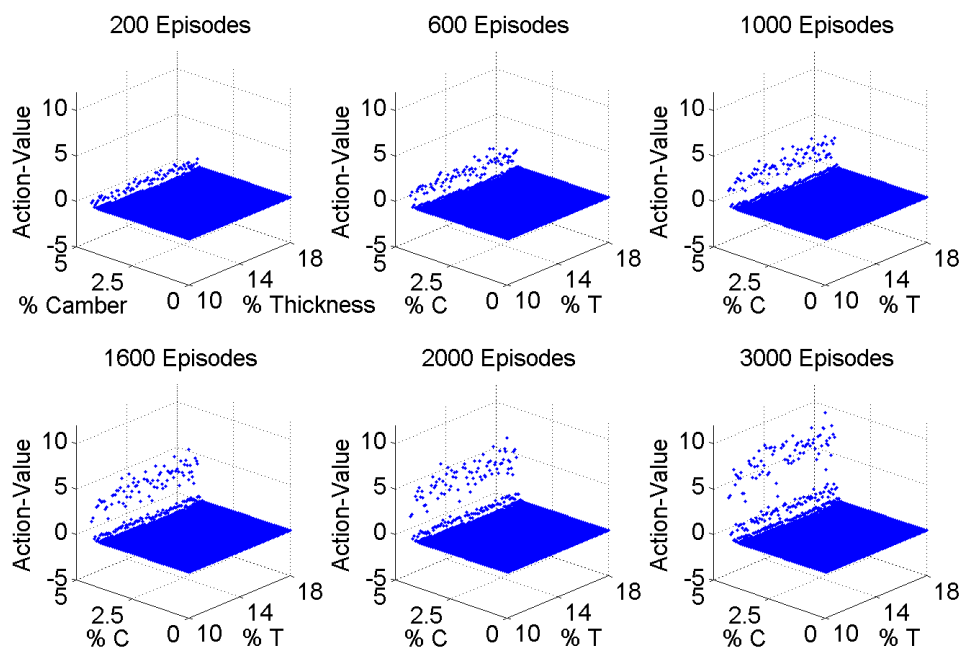 200 Episodes
600 Episodes
1000 Episodes
Action-Value
10
5
0
-5
5
2.5
0
10
14
18
% Camber
% Thickness
Action-Value
10
5
0
-5
5
2.5
0
10
14
18
% C
% T
Action-Value
10
5
0
-5
5
2.5
0
10
14
18
% C
% T
1600 Episodes
2000 Episodes
3000 Episodes
Action-Value
10
5
0
-5
5
2.5
0
10
14
18
% C
% T
Action-Value
10
5
0
-5
5
2.5
0
10
14
18
% C
% T
Action-Value
10
5
0
-5
5
2.5
0
10
14
18
% C
% T